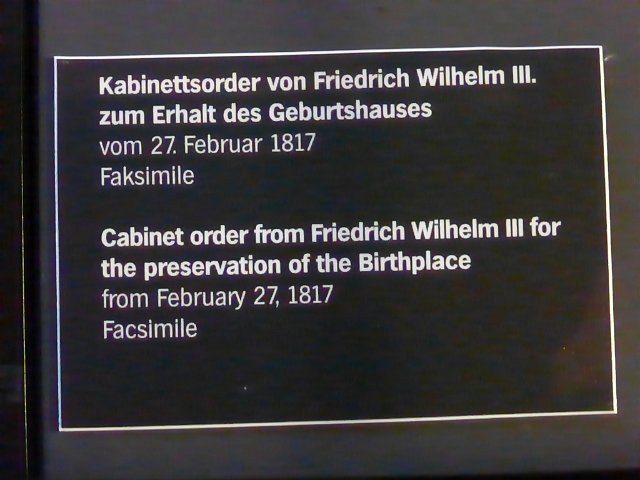 Kabinettsorder von Friedrich Wilhelm III.
zum Erhalt des Geburtshauses
vom 27. Februar 1817
Faksimile
Cabinet order from Friedrich Wilhelm III for
the preservation of the Birthplace
from February 27, 1817
Facsimile